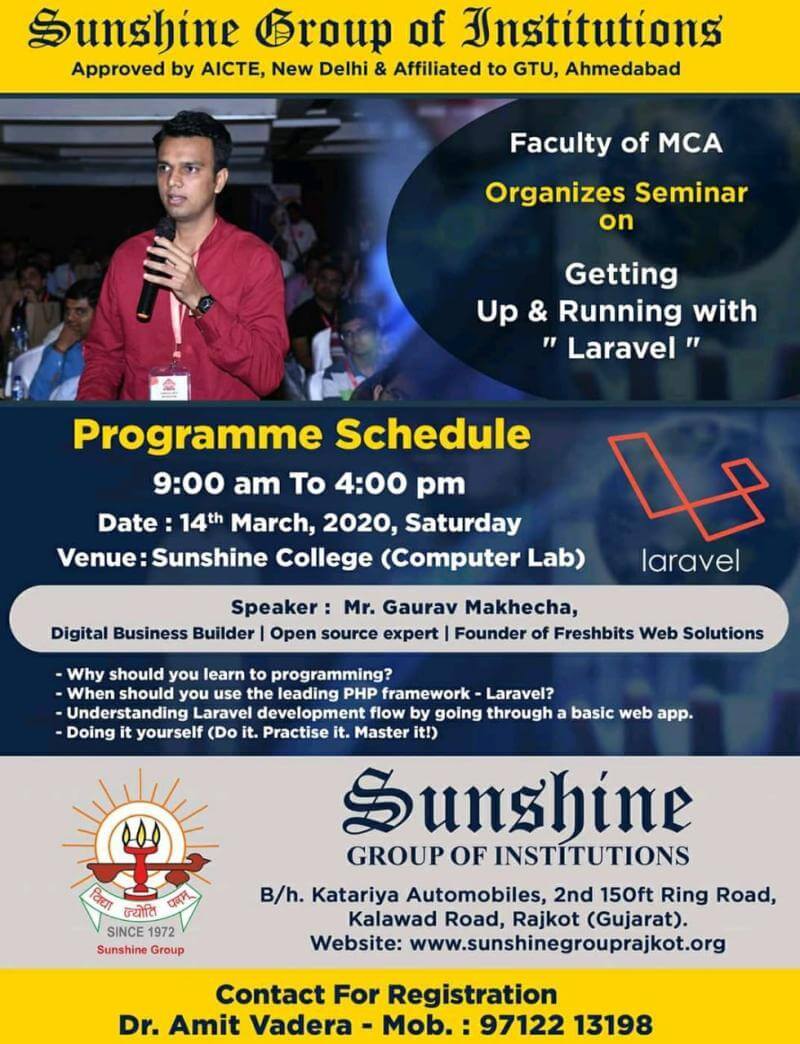 Sunshine Group of Institutions
Approved by AICTE, New Delhi & Affiliated to GTU, Ahmedabad
Faculty of MCA
Organizes Seminar
on
Getting
Up & Running with
" Laravel "
Programme Schedule
9:00 am To 4:00 pm
Date : 14th March, 2020, Saturday
Venue: Sunshine College (Computer Lab)
laravel
Speaker : Mr. Gaurav Makhecha,
Digital Business Builder | Open source expert | Founder of Freshbits Web Solutions
- Why should you learn to programming?
- When should you use the leading PHP framework - Laravel?
- Understanding Laravel development flow by going through a basic web app.
- Doing it yourself (Do it. Practise it. Master it!)
विद्या ज्योति परमम्
SINCE 1972
Sunshine Group
Sunshine
GROUP OF INSTITUTIONS
B/h. Katariya Automobiles, 2nd 150ft Ring Road,
Kalawad Road, Rajkot (Gujarat).
Website: www.sunshinegrouprajkot.org
Contact For Registration
Dr. Amit Vadera - Mob. : 97122 13198